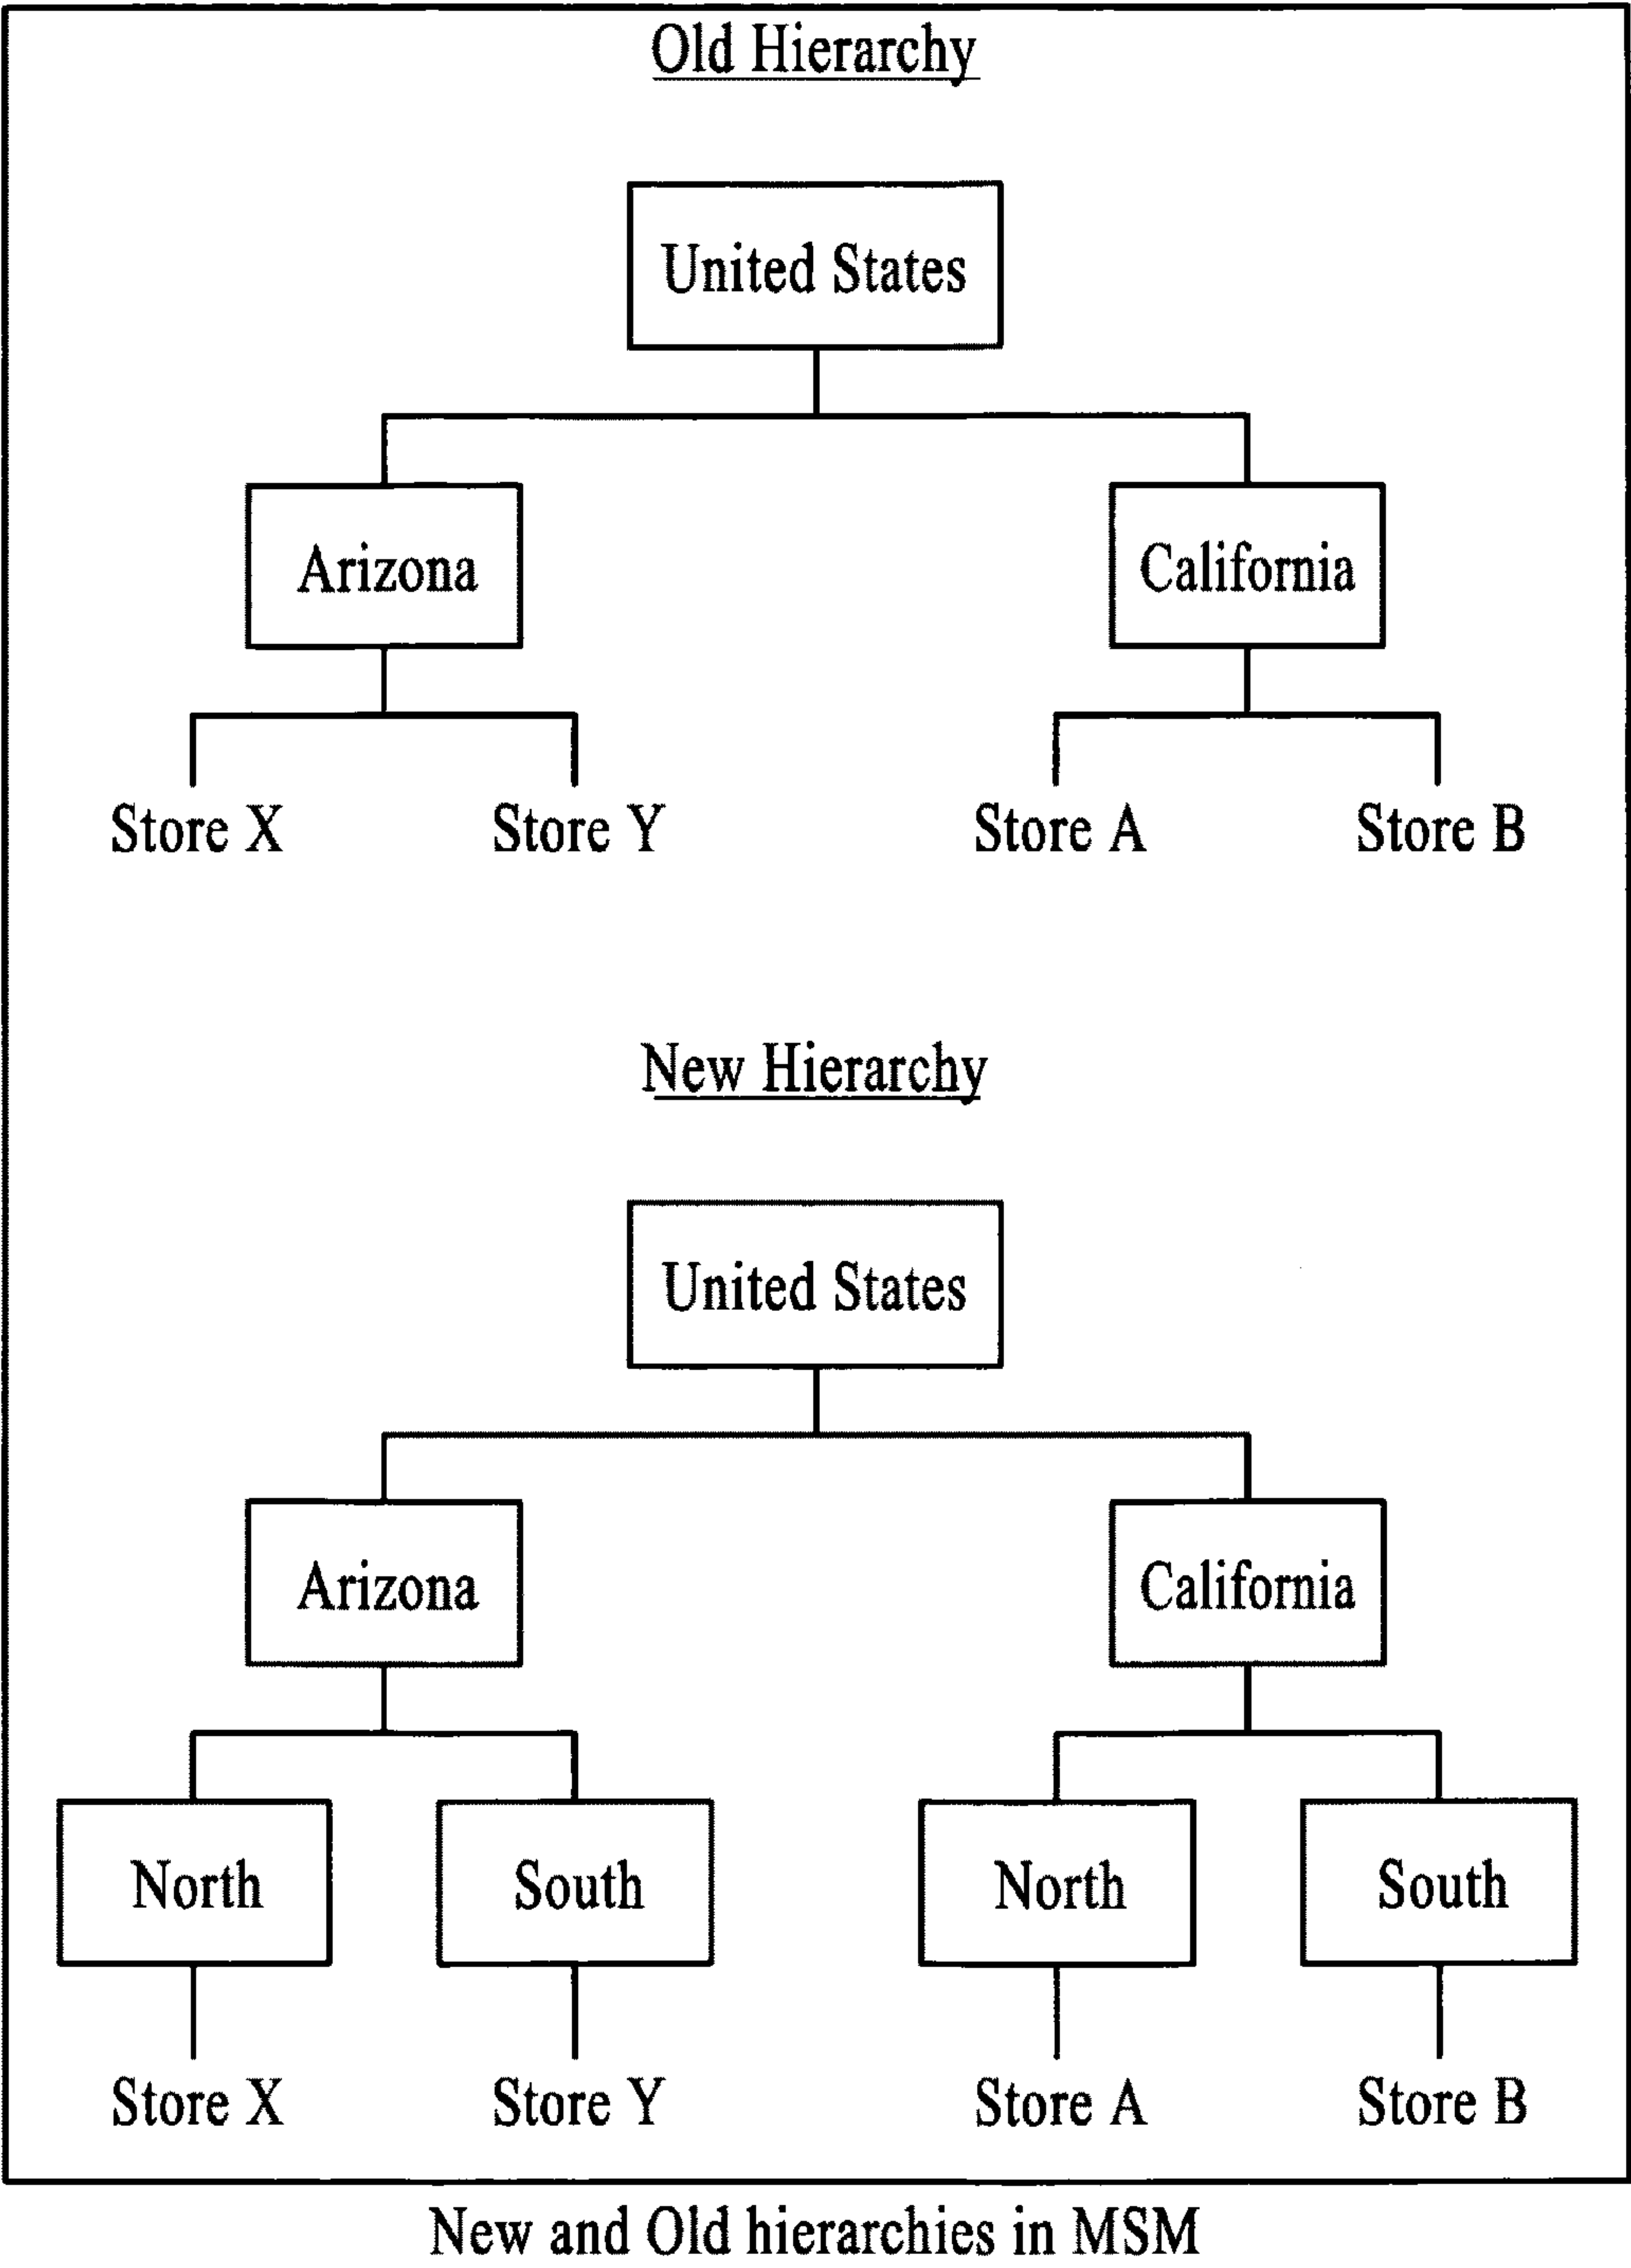 Old Hierarchy
United States
Arizona California
Store X Store Y Store A Store B
New Hierarchy
United States
Arizona California
North South North South
Store X Store Y Store A Store B
New and Old hierarchies in MSM